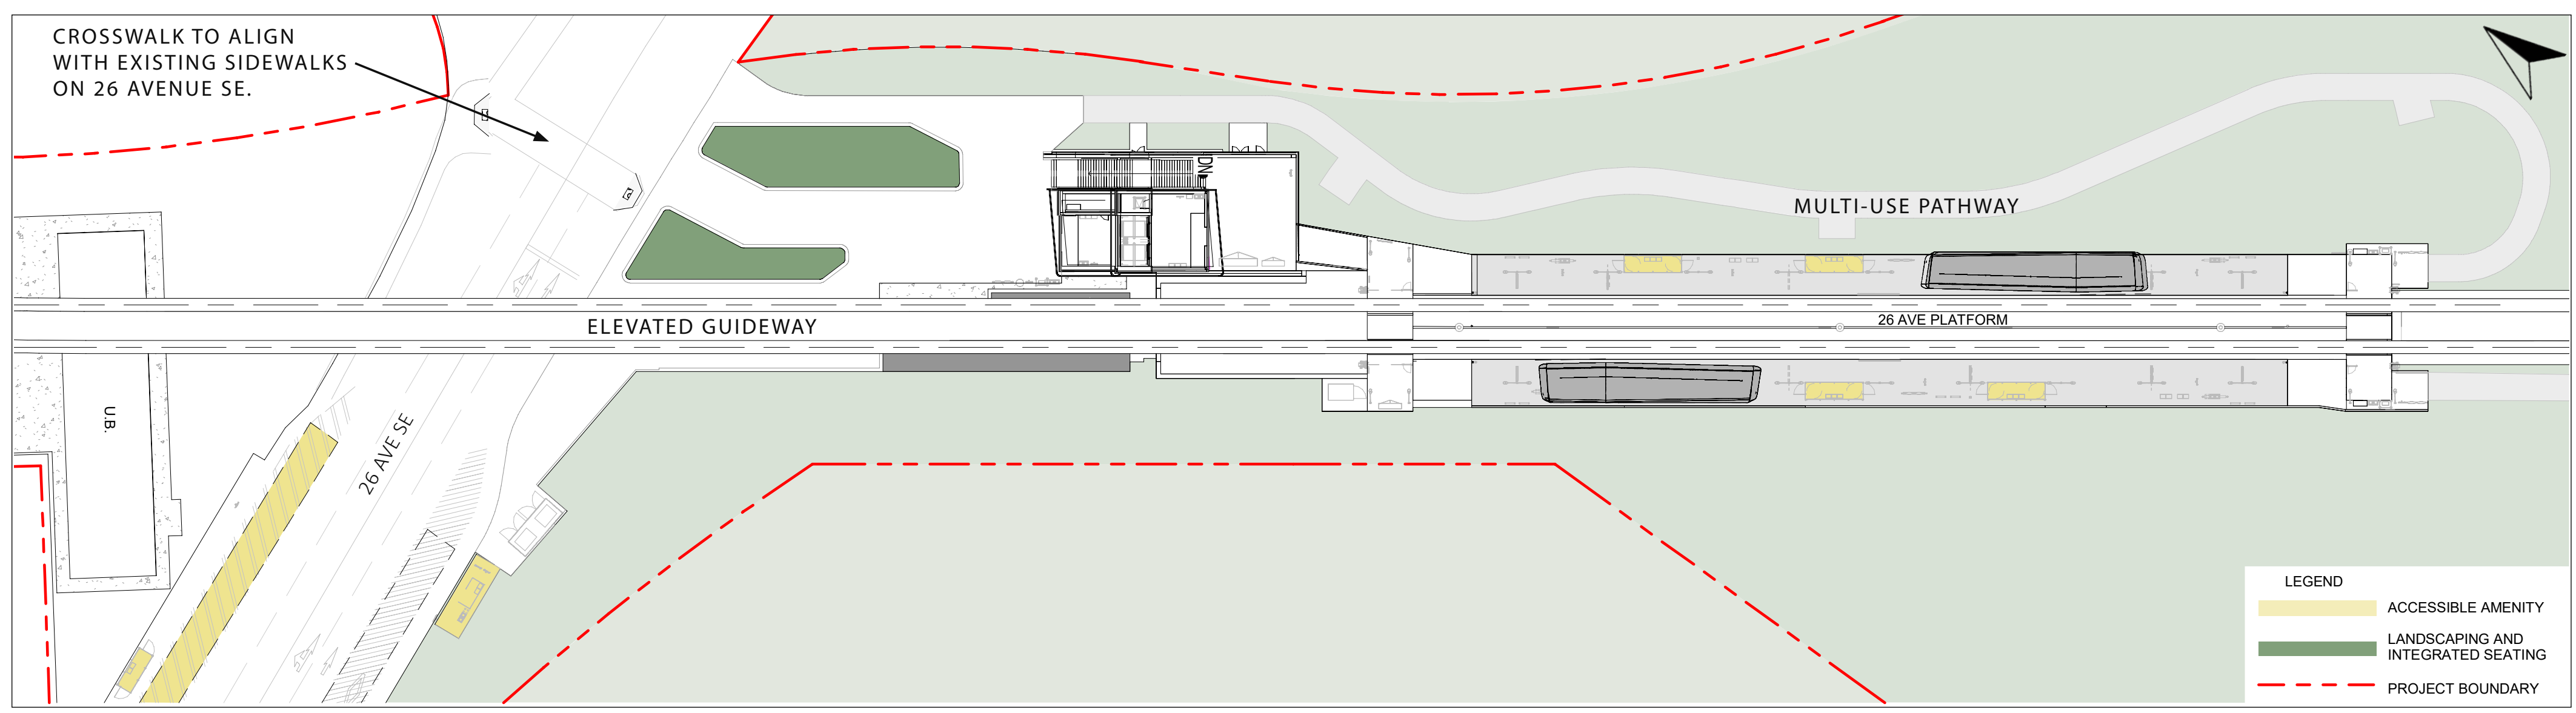 CROSSWALK TO ALIGN
WITH EXISTING SIDEWALKS
ON 26 AVENUE SE.
DN
MULTI-USE PATHWAY
ELEVATED GUIDEWAY
26 AVE PLATFORM
U.B.
26 AVE SE
LEGEND
ACCESSIBLE AMENITY
LANDSCAPING AND
INTEGRATED SEATING
PROJECT BOUNDARY